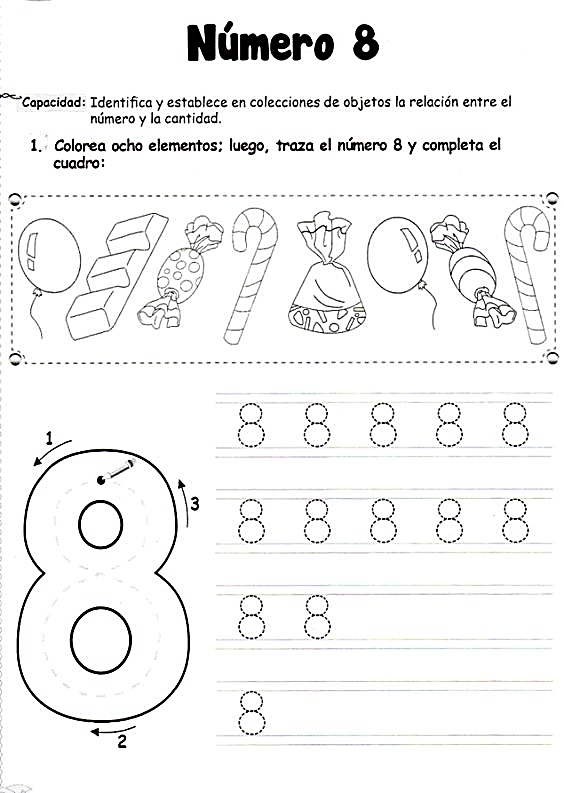 Número 8
Capacidad: Identifica y establece en colecciones de objetos la relación entre el
número y la cantidad.
1. Colorea ocho elementos; luego, traza el número 8 y completa el
cuadro:
8 8 8 8 8
1
3
8 8 8 8 8
8 8
8
8
2